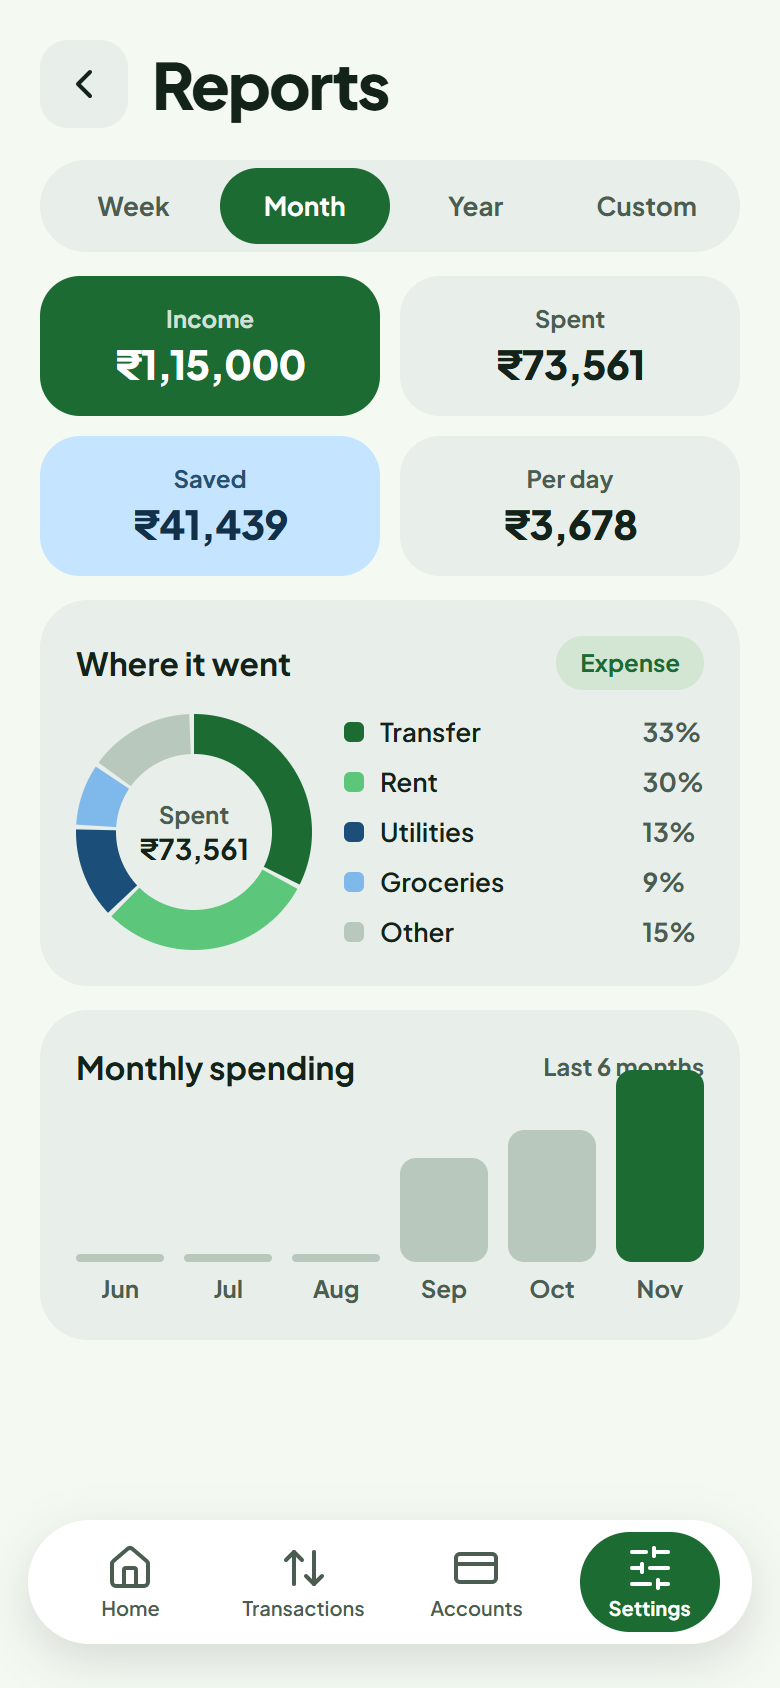 Reports
Week Month Year Custom
Income
₹1,15,000
Spent
₹73,561
Saved
₹41,439
Per day
₹3,678
Where it went
Expense
Spent
₹73,561
Transfer 33%
Rent 30%
Utilities 13%
Groceries 9%
Other 15%
Monthly spending
Last 6 months
Jun Jul Aug Sep Oct Nov
Home Transactions Accounts Settings